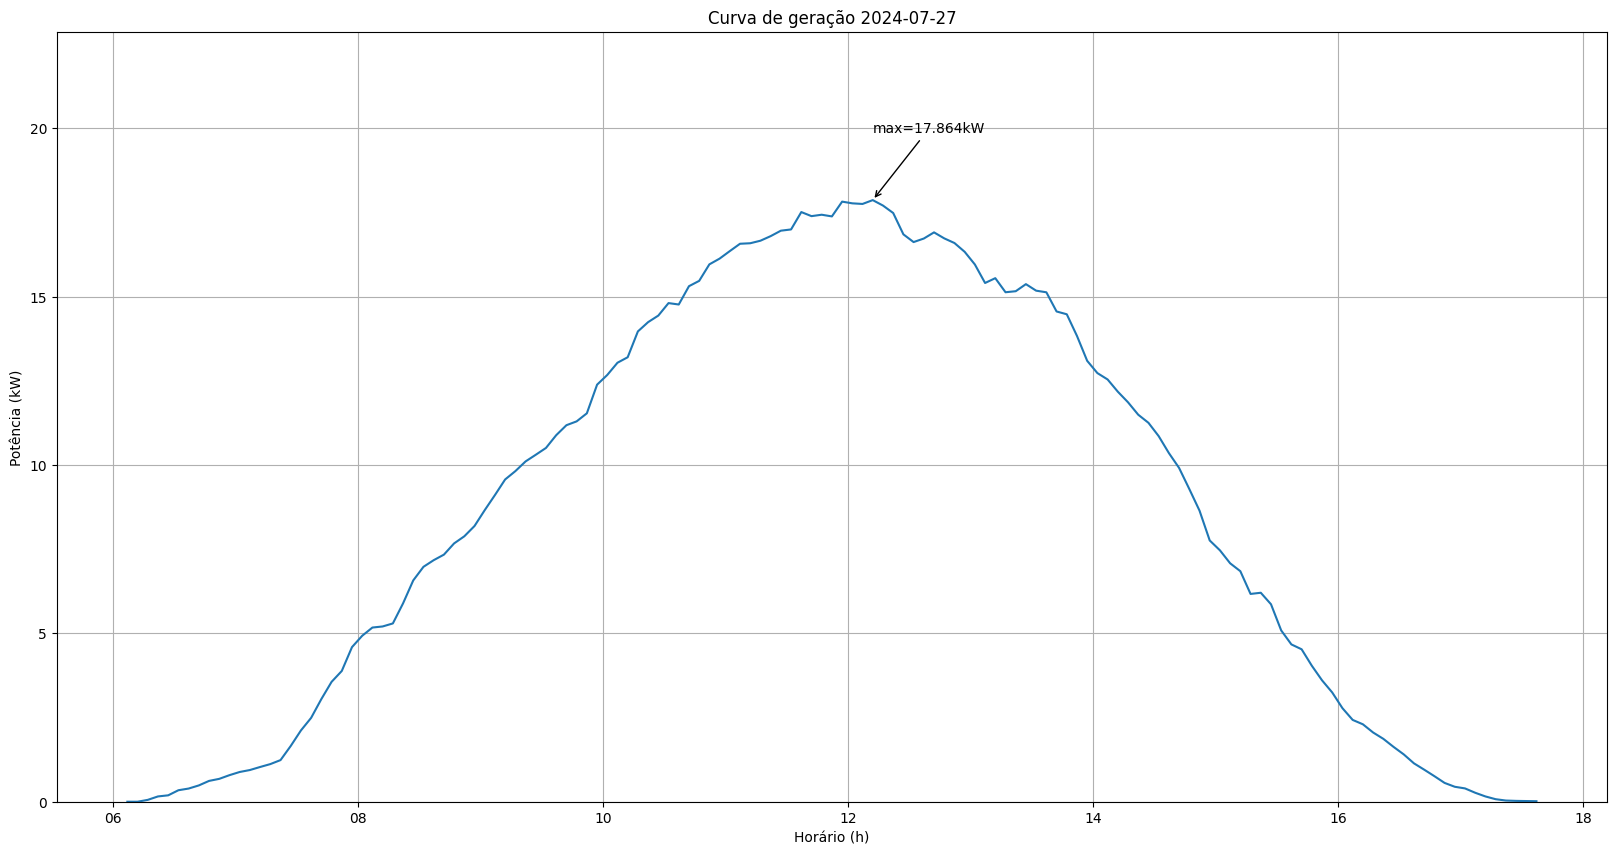 Curva de geração 2024-07-27
max=17.864kW
Potência (kW)
20
15
10
5
0
06 08 10 12 14 16 18
Horário (h)